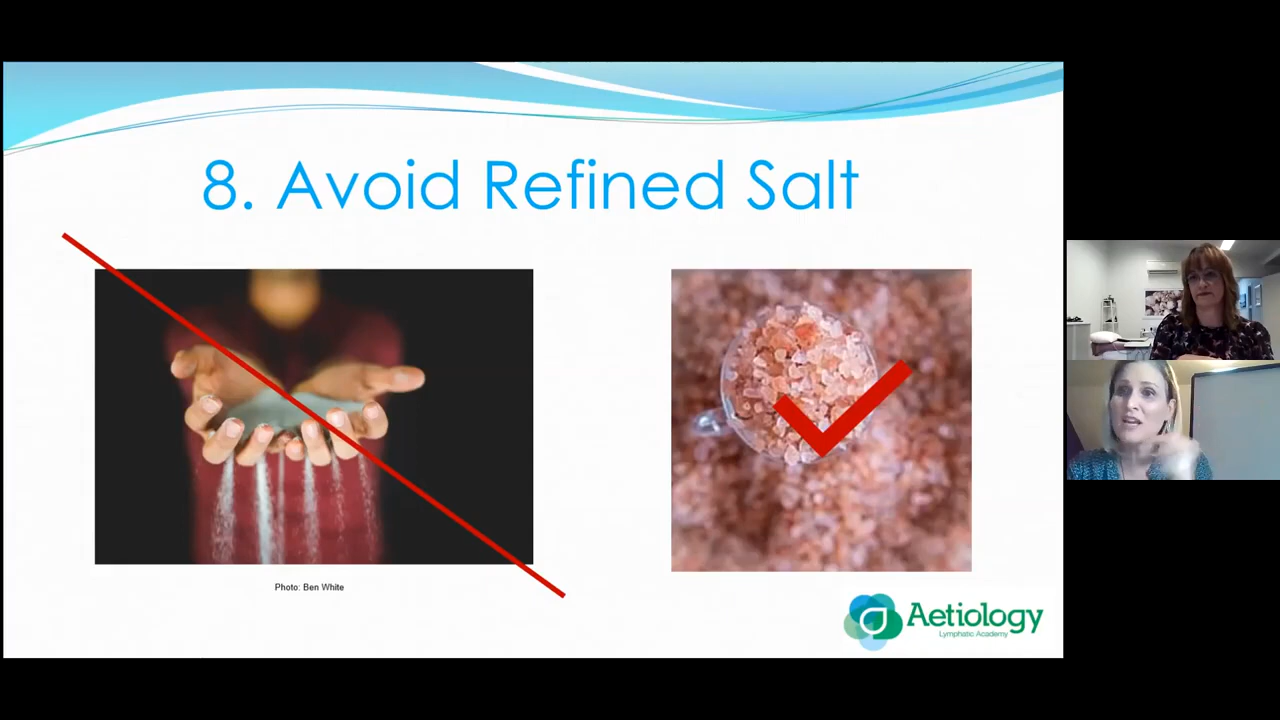 8. Avoid Refined Salt
Photo: Ben White
Aetiology
Lymphatic Academy